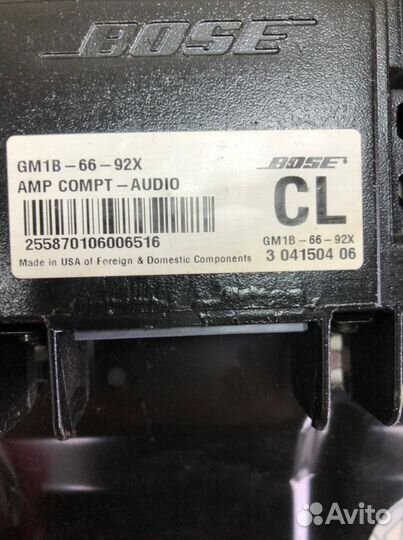 BOSE
GM1B-66-92X
AMP COMPT-AUDIO
255870106006516
Made in USA of Foreign & Domestic Components
BOSE
CL
GM1B-66-92X
3 041504 06
Avito